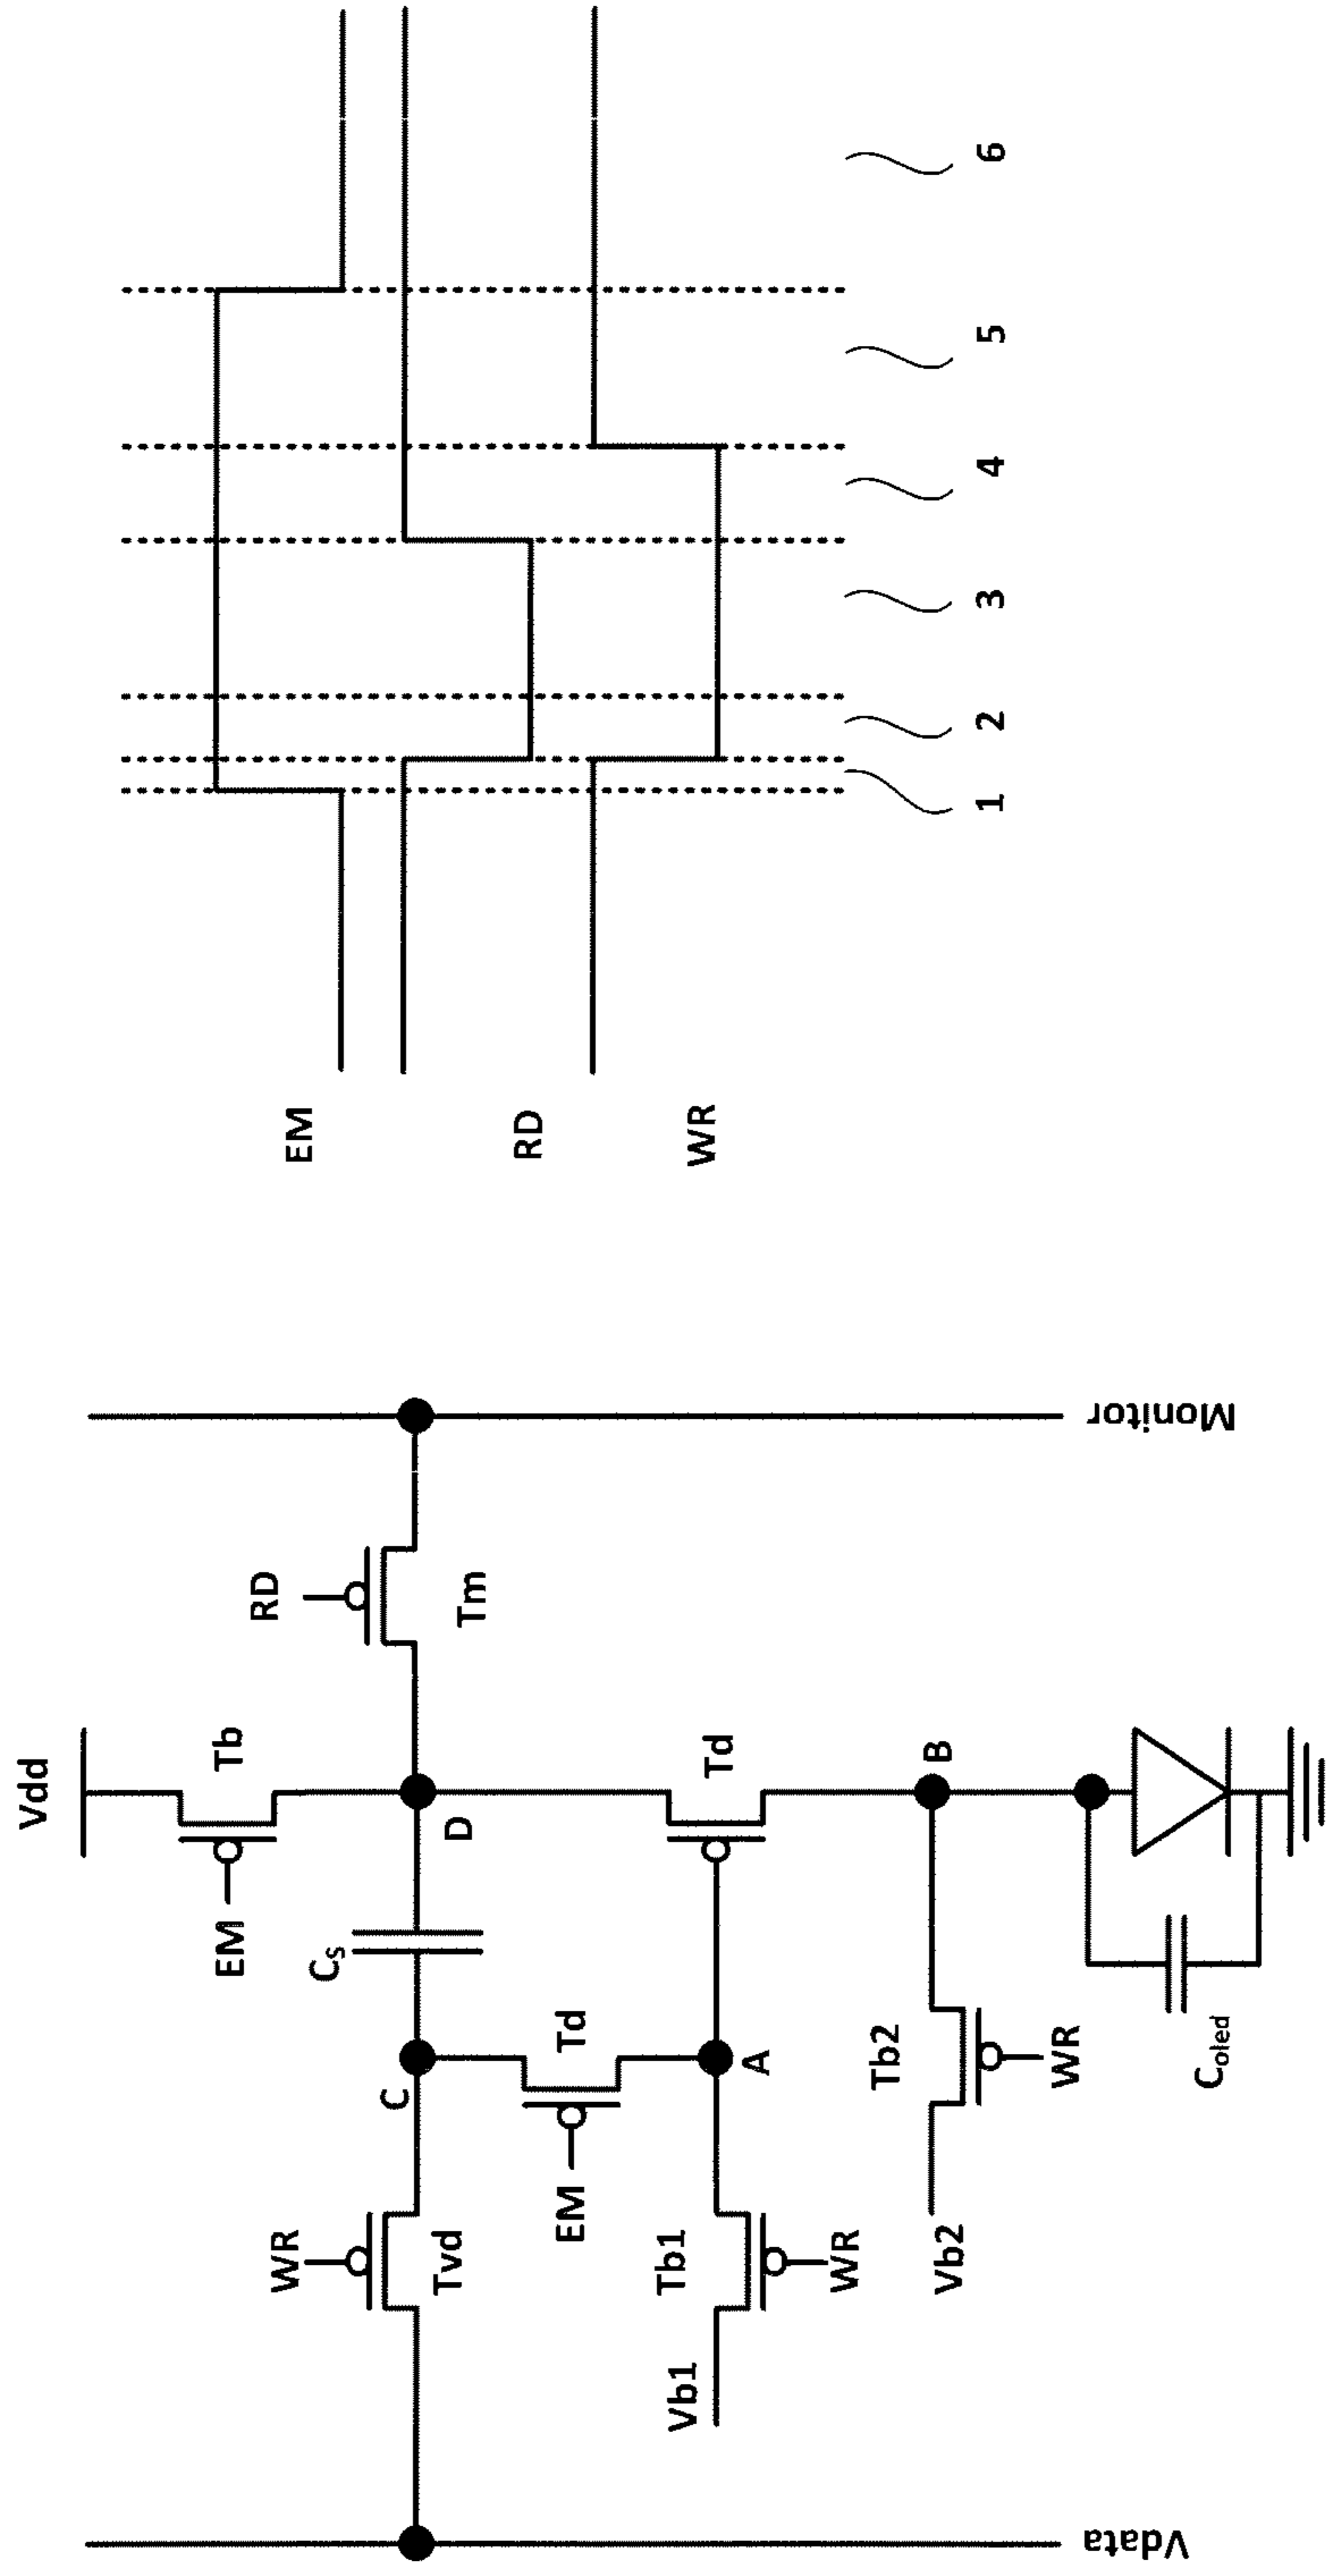 Vdd
EM
Tb
RD
Tm
WR
Tvd
C
Cs
D
EM
Td
Td
Vb1
Tb1
A
WR
Vb2
Tb2
B
WR
Coled
Vdata
Monitor
EM
RD
WR
1
2
3
4
5
6